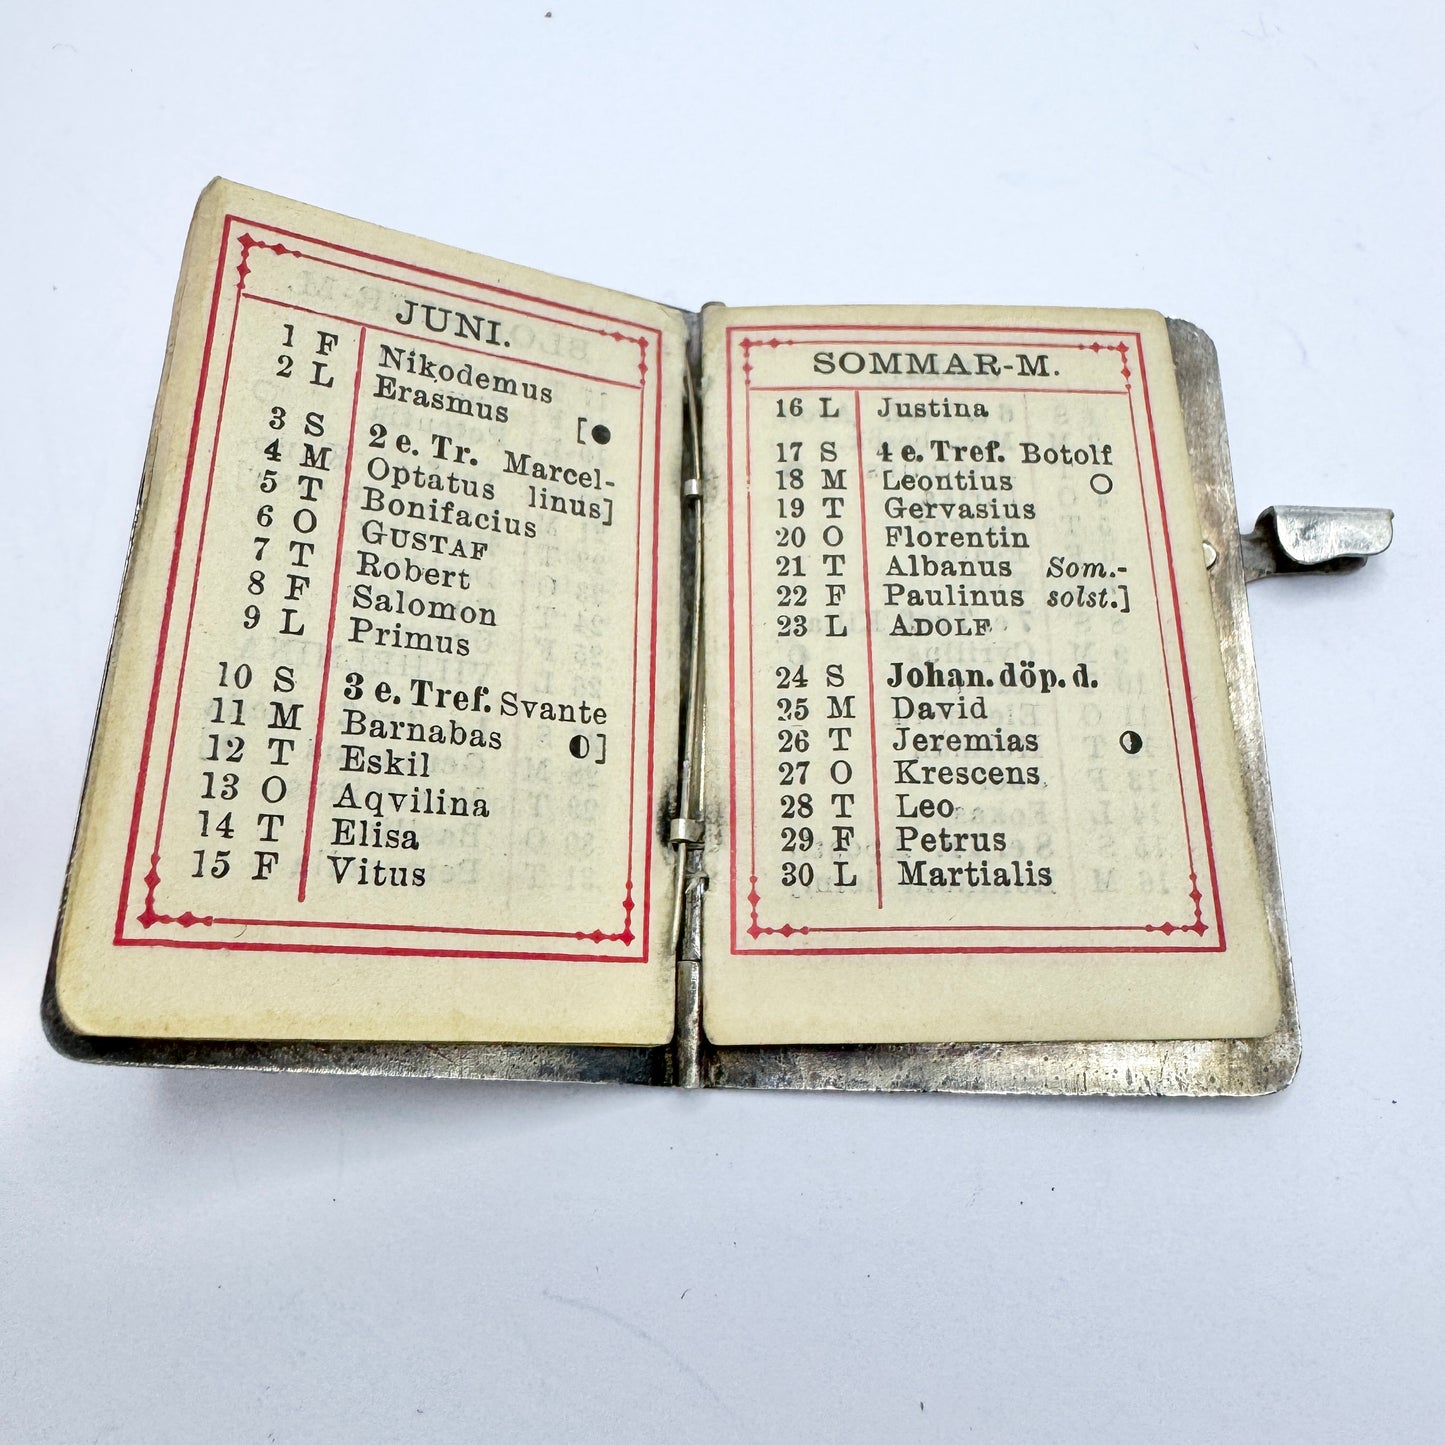 JUNI.
1 F Nikodemus
2 L Erasmus [●
3 S 2 e. Tr. Marcel-
4 M Optatus linus]
5 T Bonifacius
6 O GUSTAF
7 T Robert
8 F Salomon
9 L Primus
10 S 3 e. Tref. Svante
11 M Barnabas ◐]
12 T Eskil
13 O Aqvilina
14 T Elisa
15 F Vitus
SOMMAR-M.
16 L Justina
17 S 4 e. Tref. Botolf
18 M Leontius ○
19 T Gervasius
20 O Florentin
21 T Albanus Som.-
22 F Paulinus solst.]
23 L ADOLF
24 S Johan. döp. d.
25 M David
26 T Jeremias ◑
27 O Krescens
28 T Leo
29 F Petrus
30 L Martialis